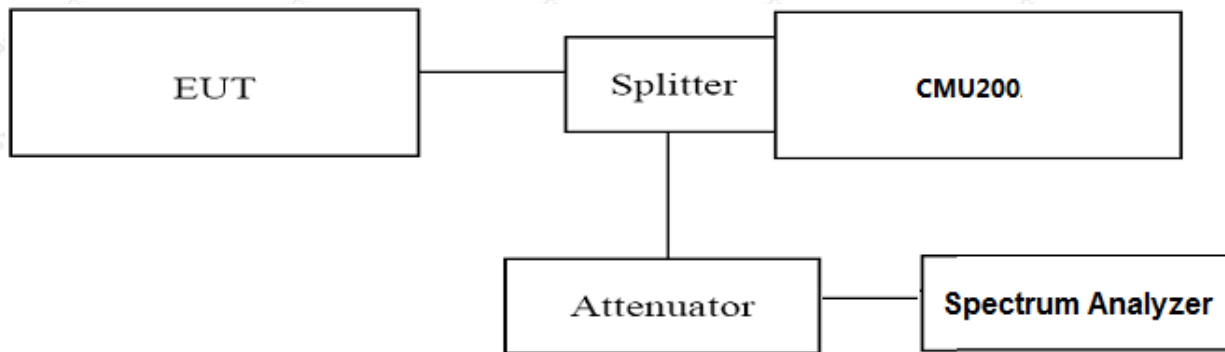 EUT
Splitter
CMU200.
Attenuator
Spectrum Analyzer